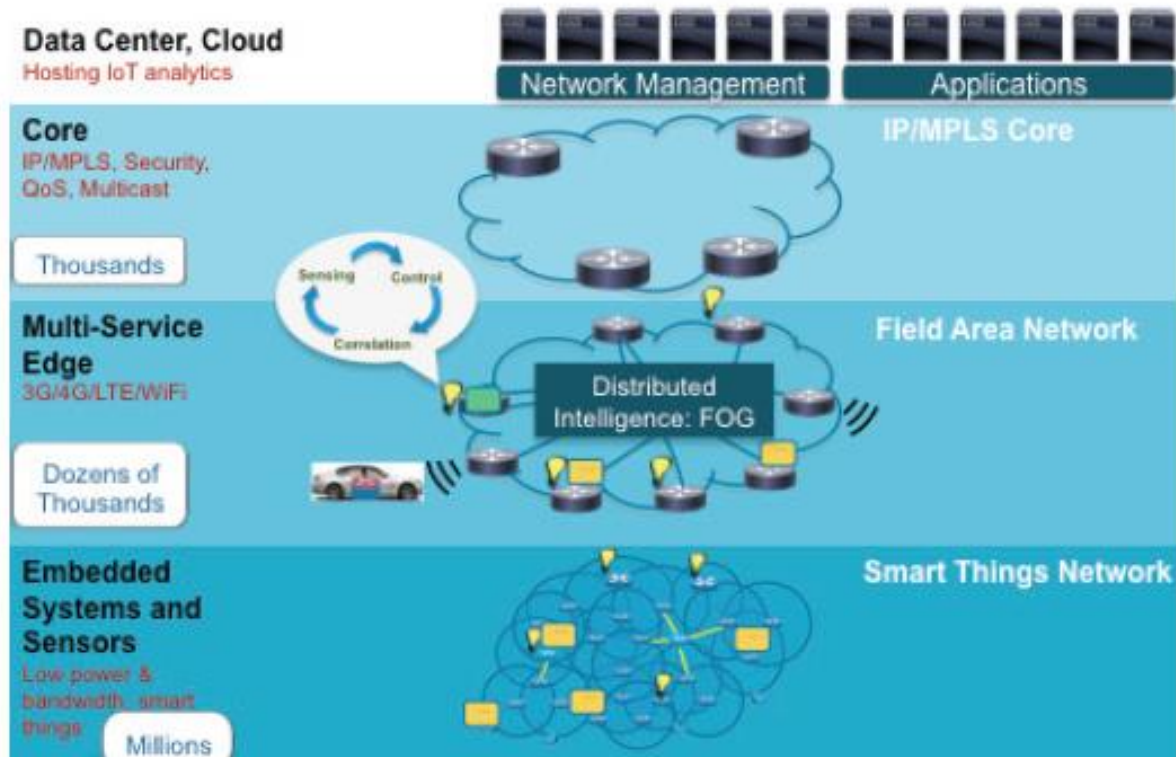 Data Center, Cloud
Hosting IoT analytics
Network Management
Applications
Core
IP/MPLS, Security,
QoS, Multicast
Thousands
IP/MPLS Core
Sensing
Control
Correlation
Multi-Service
Edge
3G/4G/LTE/WiFi
Dozens of
Thousands
Field Area Network
Distributed
Intelligence: FOG
Embedded
Systems and
Sensors
Low power &
bandwidth, smart
things
Millions
Smart Things Network